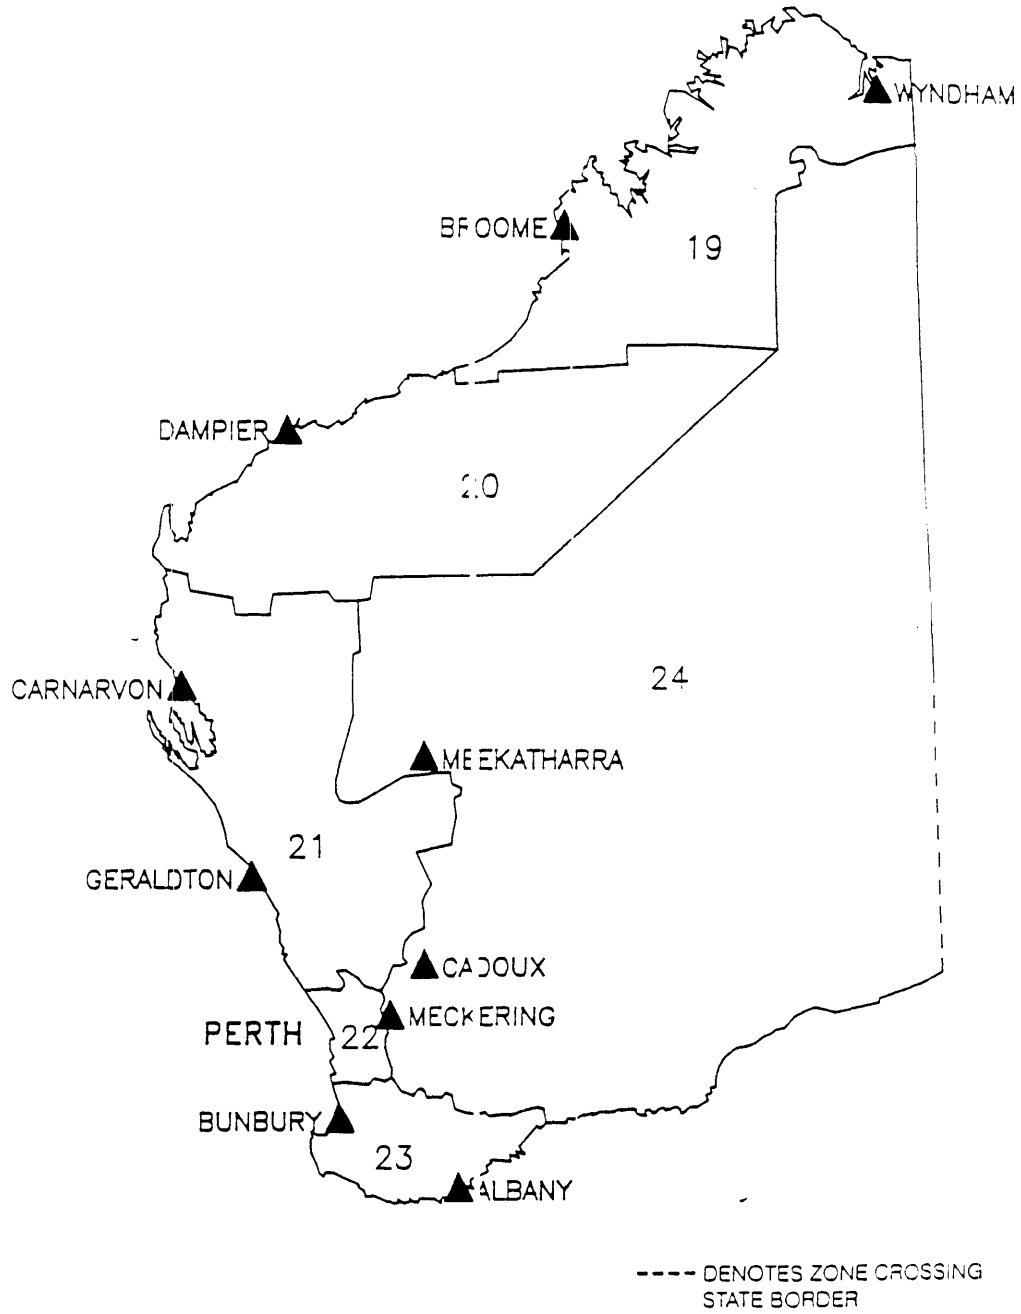 WYNDHAM
BROOME
19
DAMPIER
20
CARNARVON
24
MEEKATHARRA
21
GERALDTON
CADOUX
MECKERING
PERTH
22
BUNBURY
23
ALBANY
DENOTES ZONE CROSSING
STATE BORDER